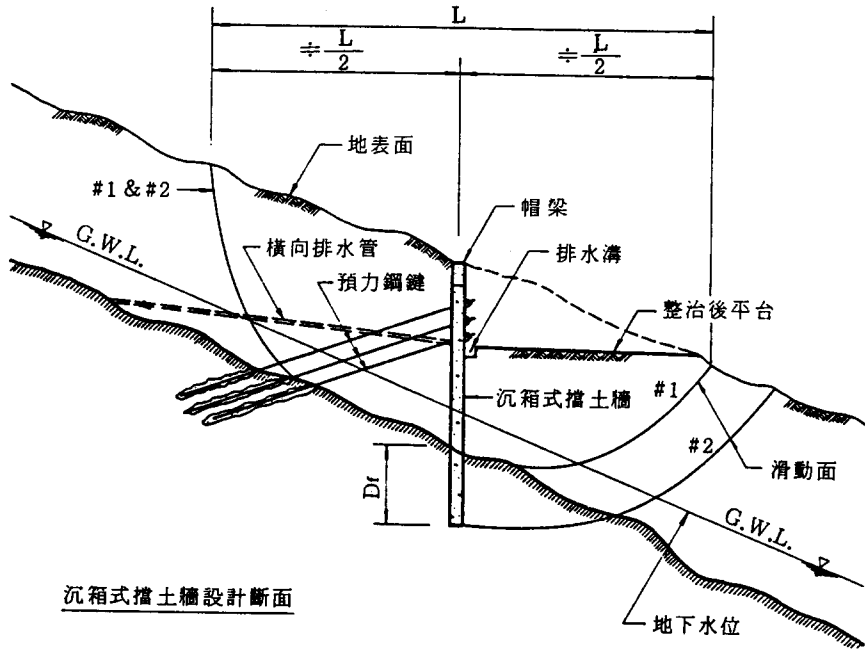 L
≑ L/2
≑ L/2
地表面
#1 & #2
帽梁
G.W.L.
橫向排水管
排水溝
預力鋼鍵
整治後平台
沉箱式擋土牆
#1
#2
滑動面
Df
G.W.L.
沉箱式擋土牆設計斷面
地下水位